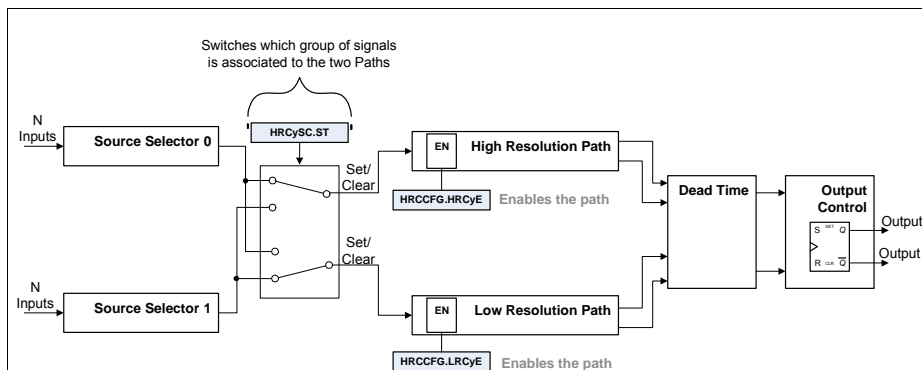 Switches which group of signals
is associated to the two Paths
N
Inputs
Source Selector 0
HRCySC.ST
Set/
Clear
EN
High Resolution Path
HRCCFG.HRCyE
Enables the path
Dead Time
Output
Control
S SET Q
R CLR Q
Output
Output
Set/
Clear
N
Inputs
Source Selector 1
EN
Low Resolution Path
HRCCFG.LRCyE
Enables the path